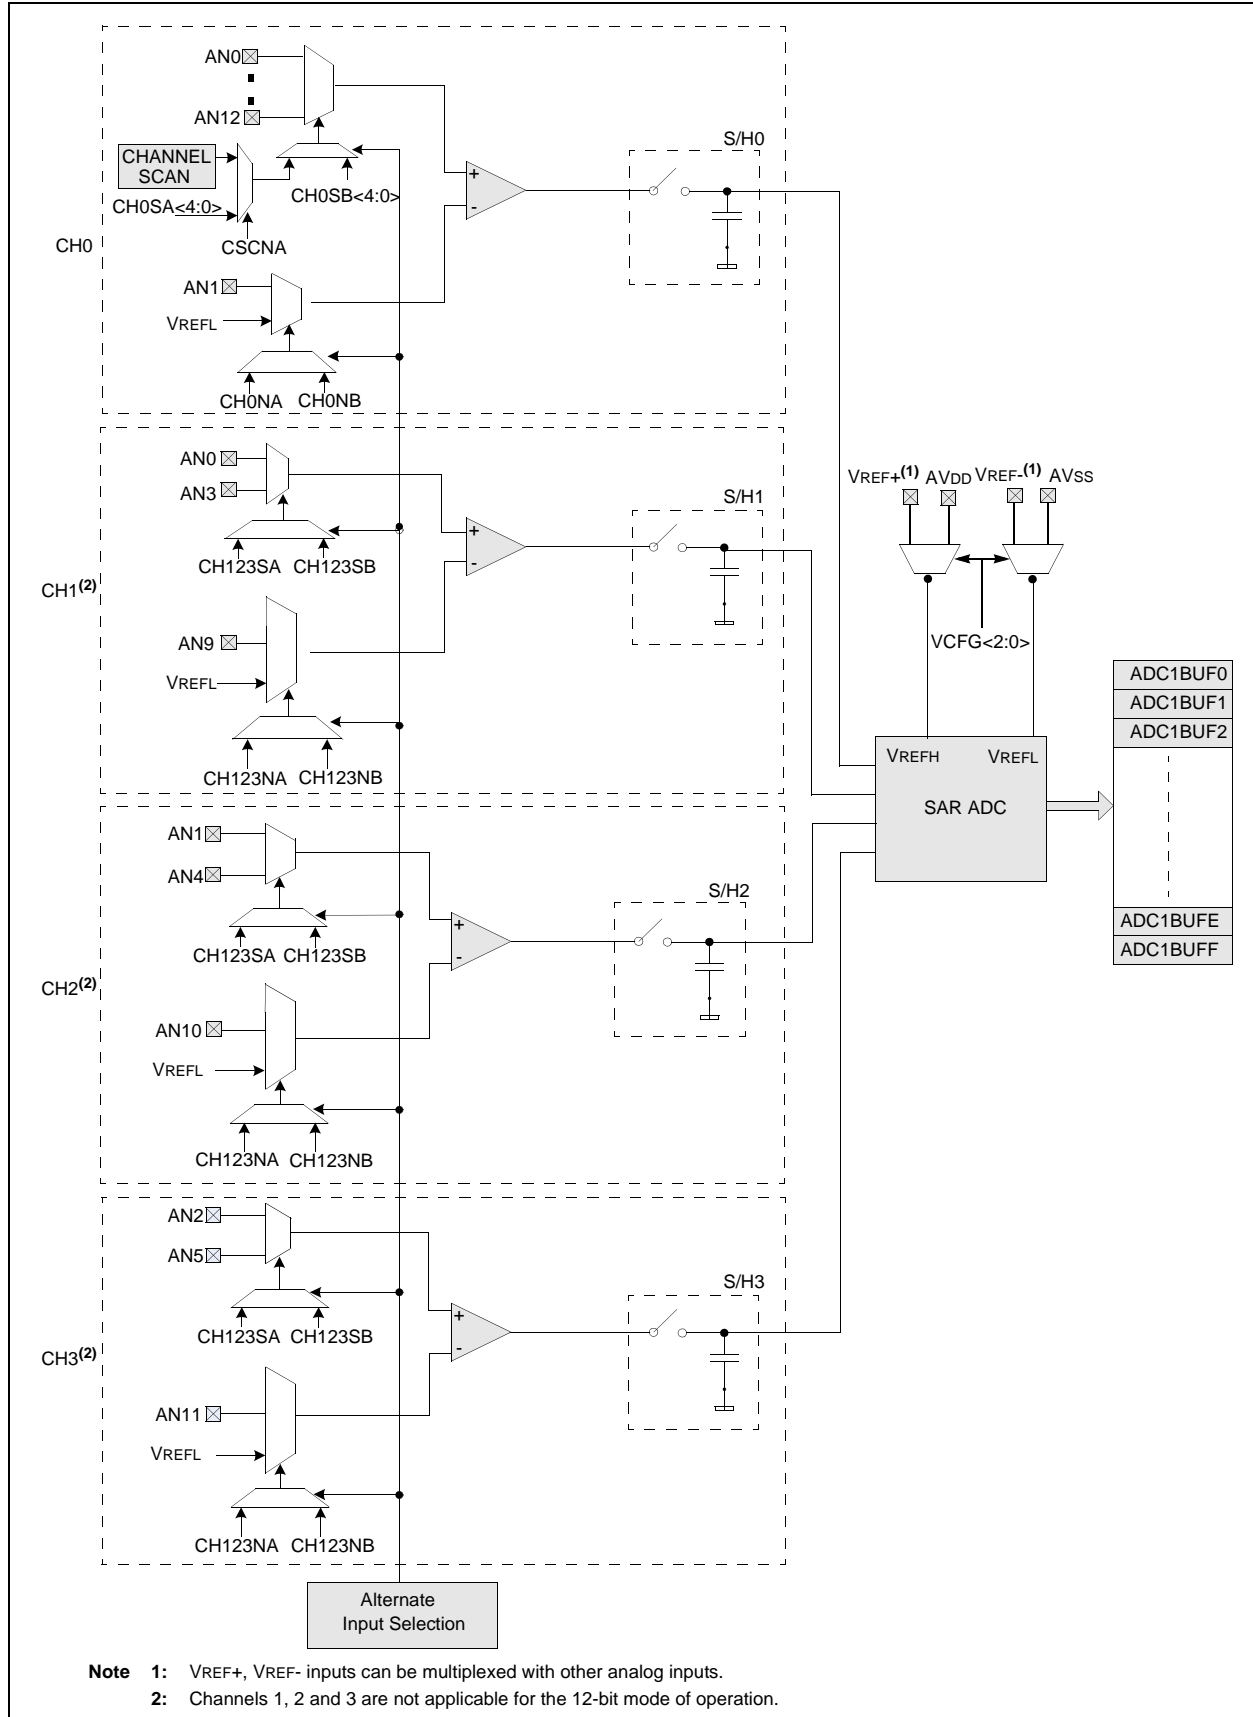 AN0
AN12
CHANNEL
SCAN
CH0SA<4:0>
CH0SB<4:0>
CSCNA
CH0
AN1
VREFL
CH0NA
CH0NB
+
-
S/H0
AN0
AN3
CH123SA
CH123SB
CH1(2)
AN9
VREFL
CH123NA
CH123NB
+
-
S/H1
AN1
AN4
CH123SA
CH123SB
CH2(2)
AN10
VREFL
CH123NA
CH123NB
+
-
S/H2
AN2
AN5
CH123SA
CH123SB
CH3(2)
AN11
VREFL
CH123NA
CH123NB
+
-
S/H3
VREF+(1)
AVDD
VREF-(1)
AVSS
VCFG<2:0>
VREFH
VREFL
SAR ADC
ADC1BUF0
ADC1BUF1
ADC1BUF2
ADC1BUFE
ADC1BUFF
Alternate
Input Selection
Note 1: VREF+, VREF- inputs can be multiplexed with other analog inputs.
2: Channels 1, 2 and 3 are not applicable for the 12-bit mode of operation.